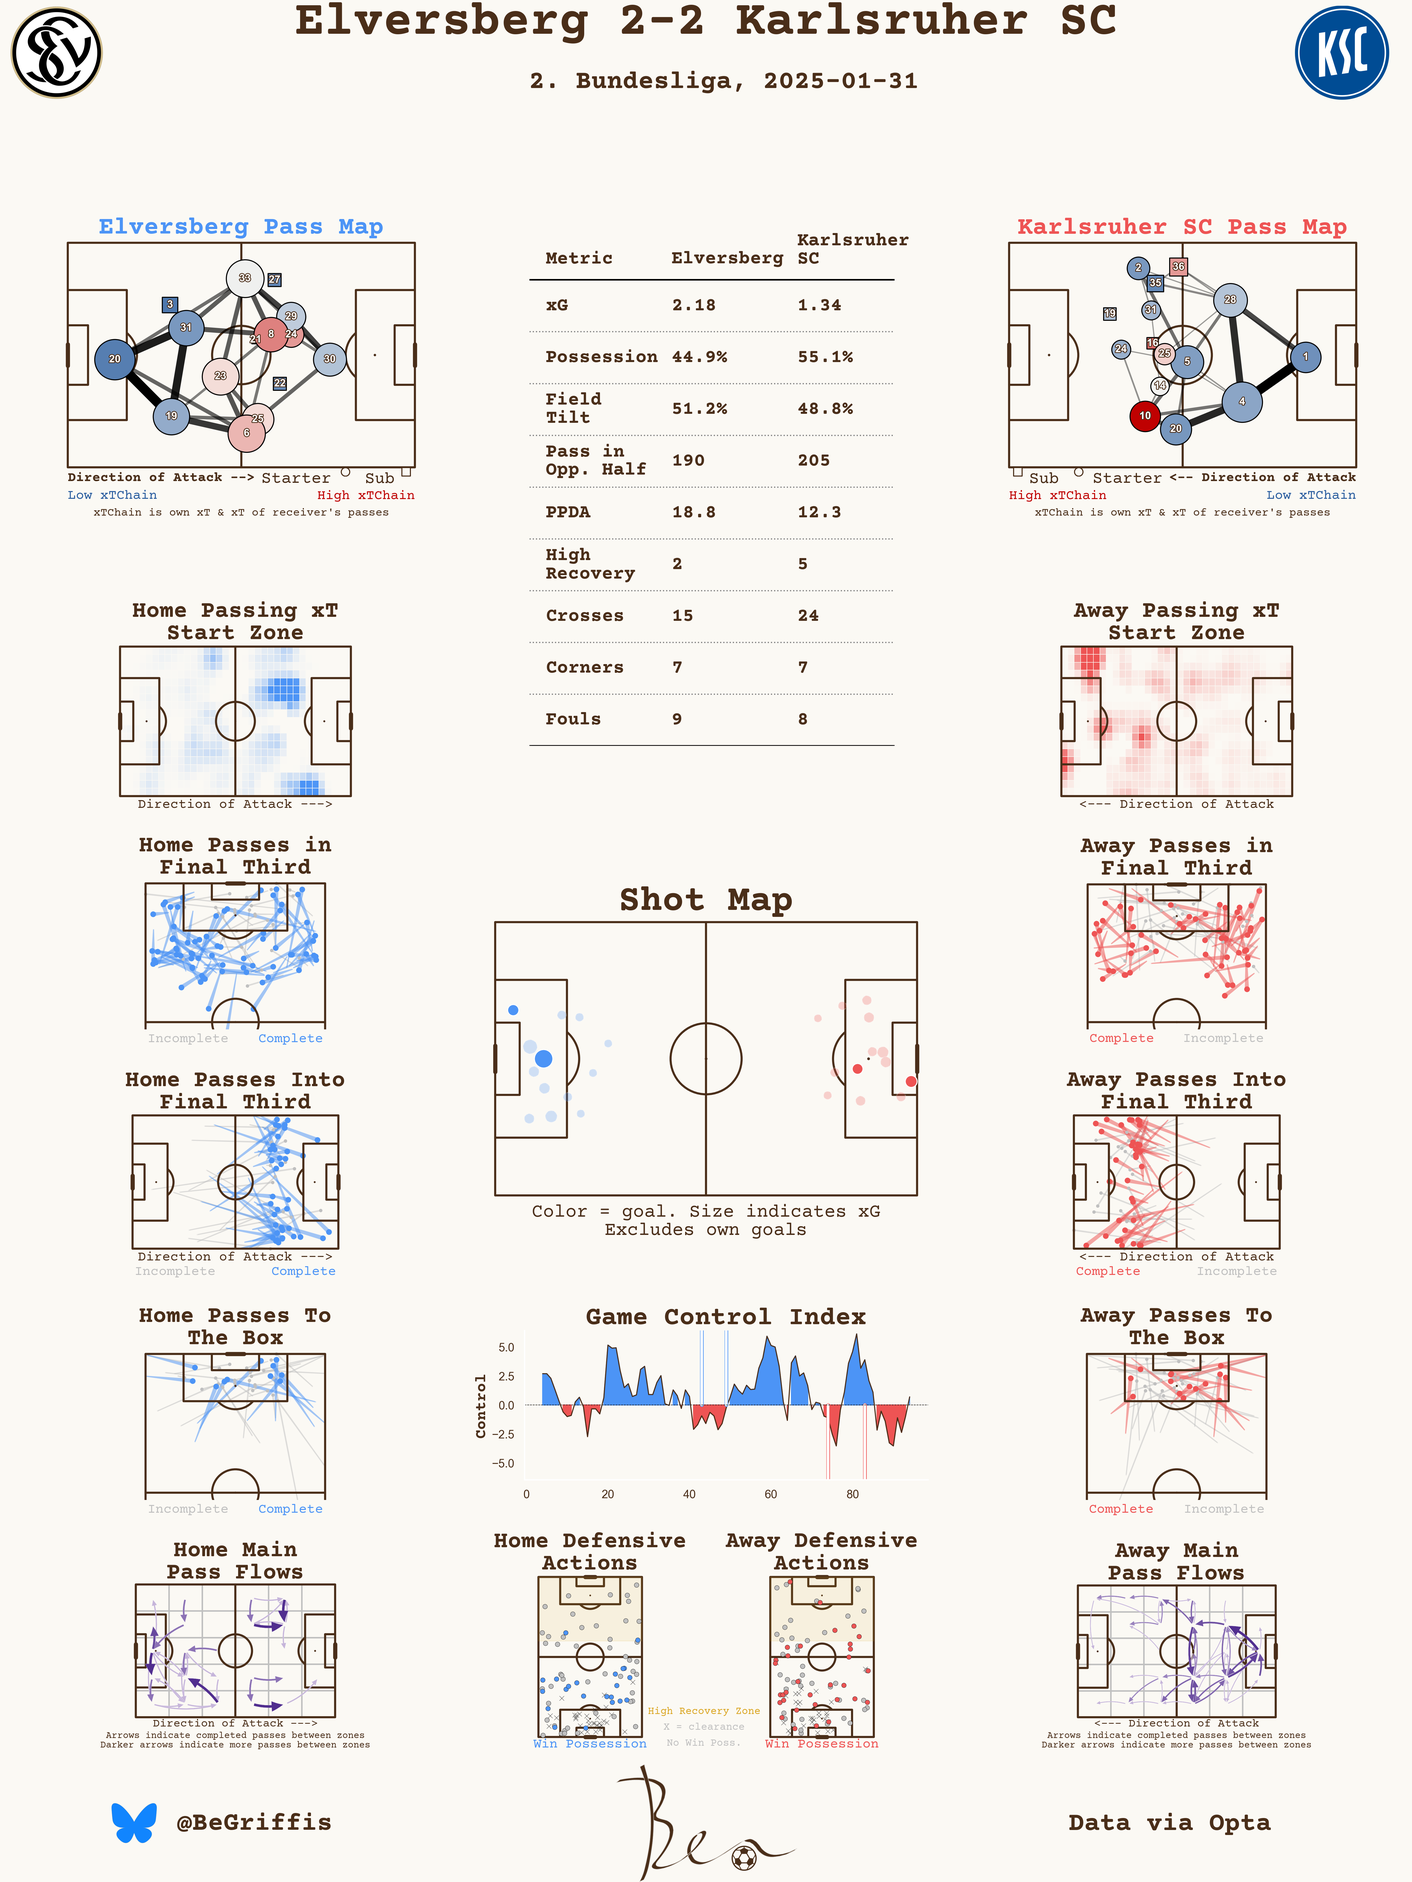 Elversberg 2-2 Karlsruher SC
2. Bundesliga, 2025-01-31
KSC
Elversberg Pass Map
33
27
3
29
31
8
24
21
20
30
23
22
19
25
6
Direction of Attack --> Starter Sub
Low xTChain High xTChain
xTChain is own xT & xT of receiver's passes
Metric Elversberg Karlsruher SC
xG 2.18 1.34
Possession 44.9% 55.1%
Field Tilt 51.2% 48.8%
Pass in Opp. Half 190 205
PPDA 18.8 12.3
High Recovery 2 5
Crosses 15 24
Corners 7 7
Fouls 9 8
Karlsruher SC Pass Map
2
36
35
28
31
19
16
24
25
5
1
14
4
10
20
Sub Starter <-- Direction of Attack
High xTChain Low xTChain
xTChain is own xT & xT of receiver's passes
Home Passing xT
Start Zone
Direction of Attack --->
Away Passing xT
Start Zone
<--- Direction of Attack
Home Passes in
Final Third
Incomplete Complete
Away Passes in
Final Third
Complete Incomplete
Shot Map
Color = goal. Size indicates xG
Excludes own goals
Home Passes Into
Final Third
Direction of Attack --->
Incomplete Complete
Away Passes Into
Final Third
<--- Direction of Attack
Complete Incomplete
Home Passes To
The Box
Incomplete Complete
Game Control Index
Control
5.0
2.5
0.0
−2.5
−5.0
0 20 40 60 80
Away Passes To
The Box
Complete Incomplete
Home Main
Pass Flows
Direction of Attack --->
Arrows indicate completed passes between zones
Darker arrows indicate more passes between zones
Home Defensive
Actions
Win Possession
Away Defensive
Actions
Win Possession
High Recovery Zone
X = clearance
No Win Poss.
Away Main
Pass Flows
<--- Direction of Attack
Arrows indicate completed passes between zones
Darker arrows indicate more passes between zones
@BeGriffis
Ben
Data via Opta